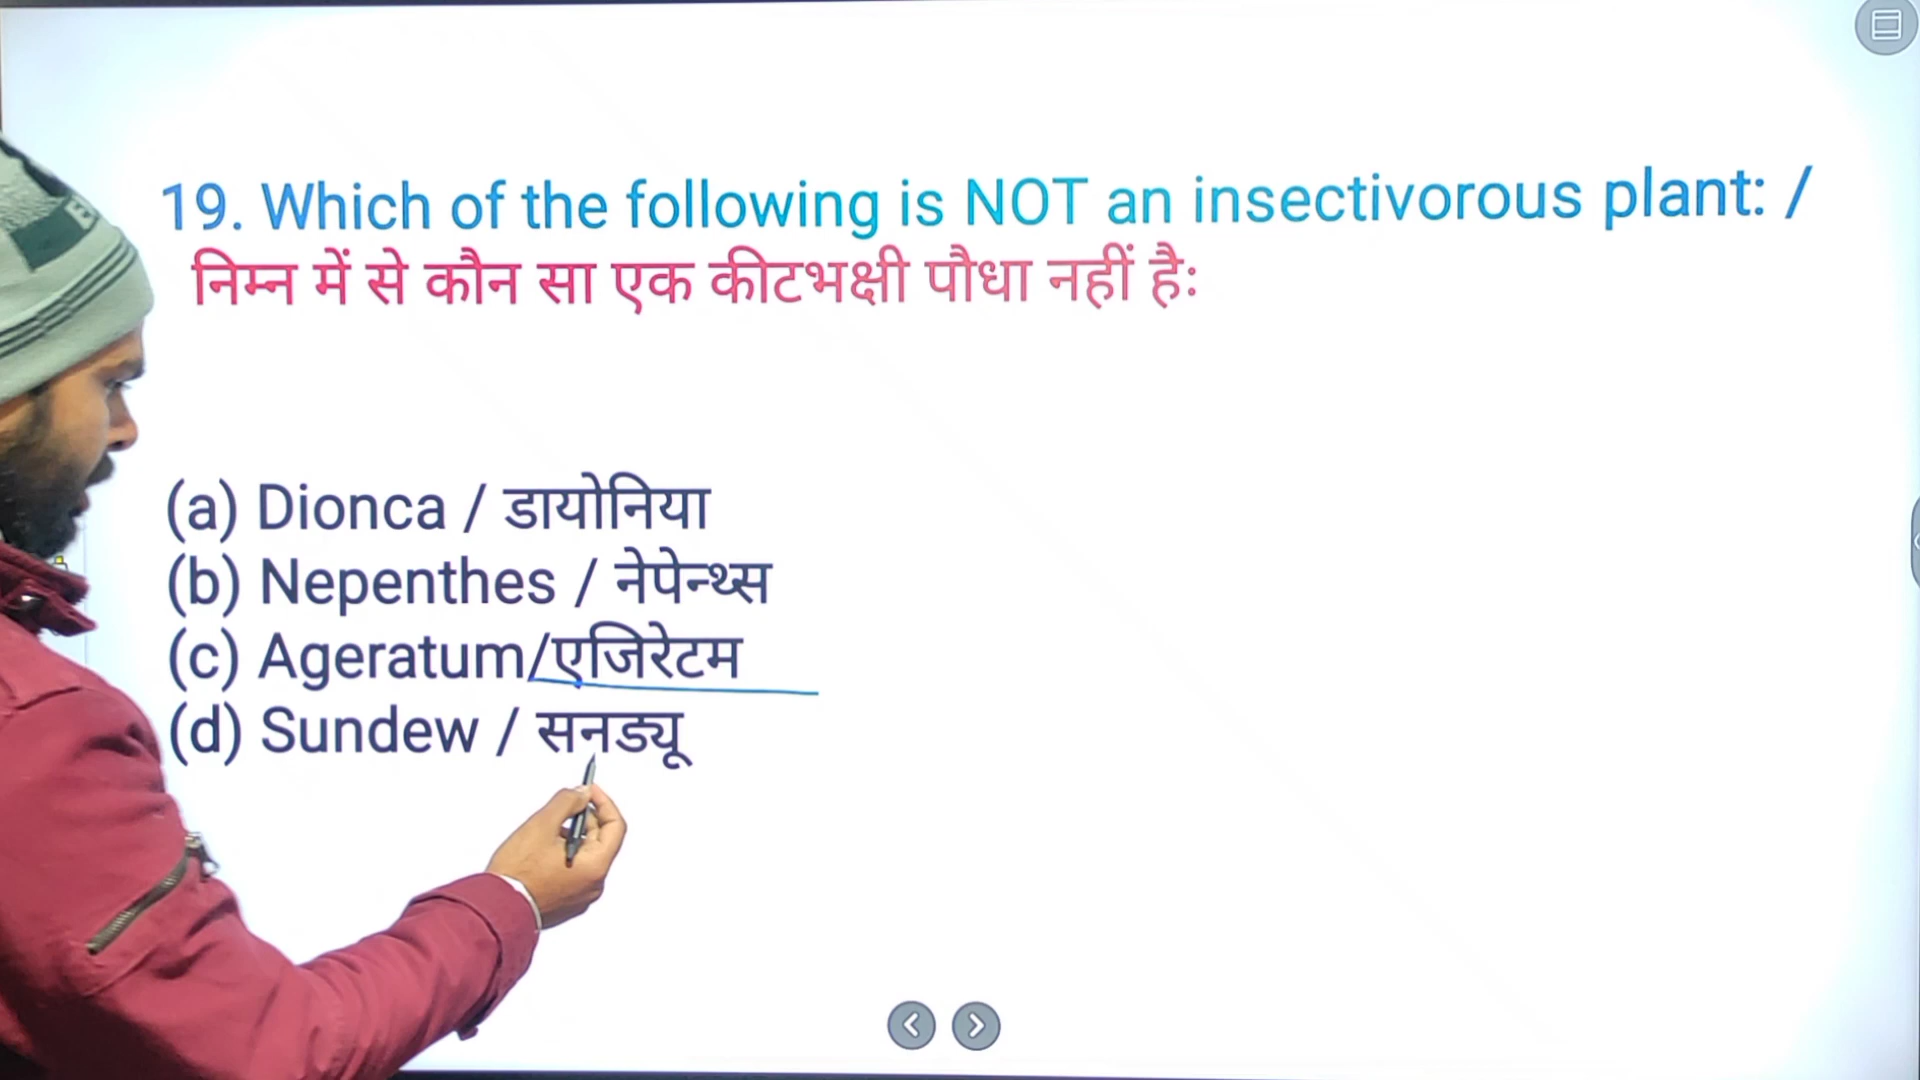 19. Which of the following is NOT an insectivorous plant: /
निम्न में से कौन सा एक कीटभक्षी पौधा नहीं है:
(a) Dionca / डायोनिया
(b) Nepenthes / नेपेन्थ्स
(c) Ageratum/एजिरेटम
(d) Sundew / सनड्यू